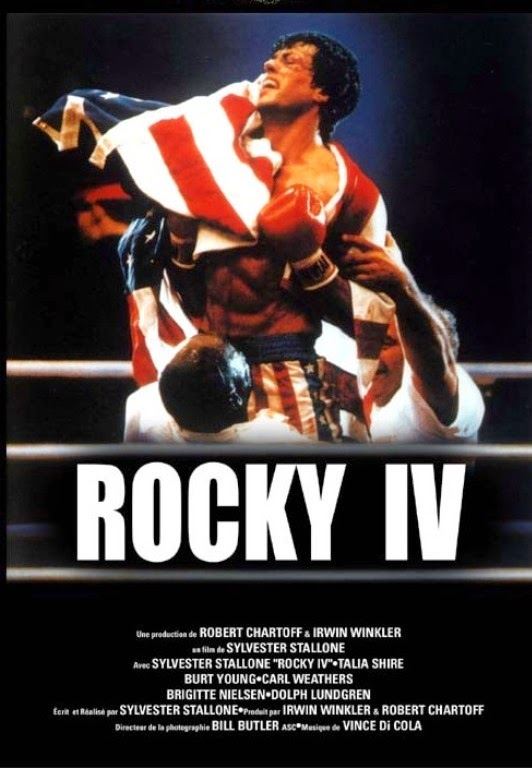 ROCKY IV
Une production de ROBERT CHARTOFF & IRWIN WINKLER
un film de SYLVESTER STALLONE
Avec SYLVESTER STALLONE "ROCKY IV"•TALIA SHIRE
BURT YOUNG•CARL WEATHERS
BRIGITTE NIELSEN•DOLPH LUNDGREN
Écrit et Réalisé par SYLVESTER STALLONE•Produit par IRWIN WINKLER & ROBERT CHARTOFF
Directeur de la photographie BILL BUTLER ASC•Musique de VINCE Di COLA